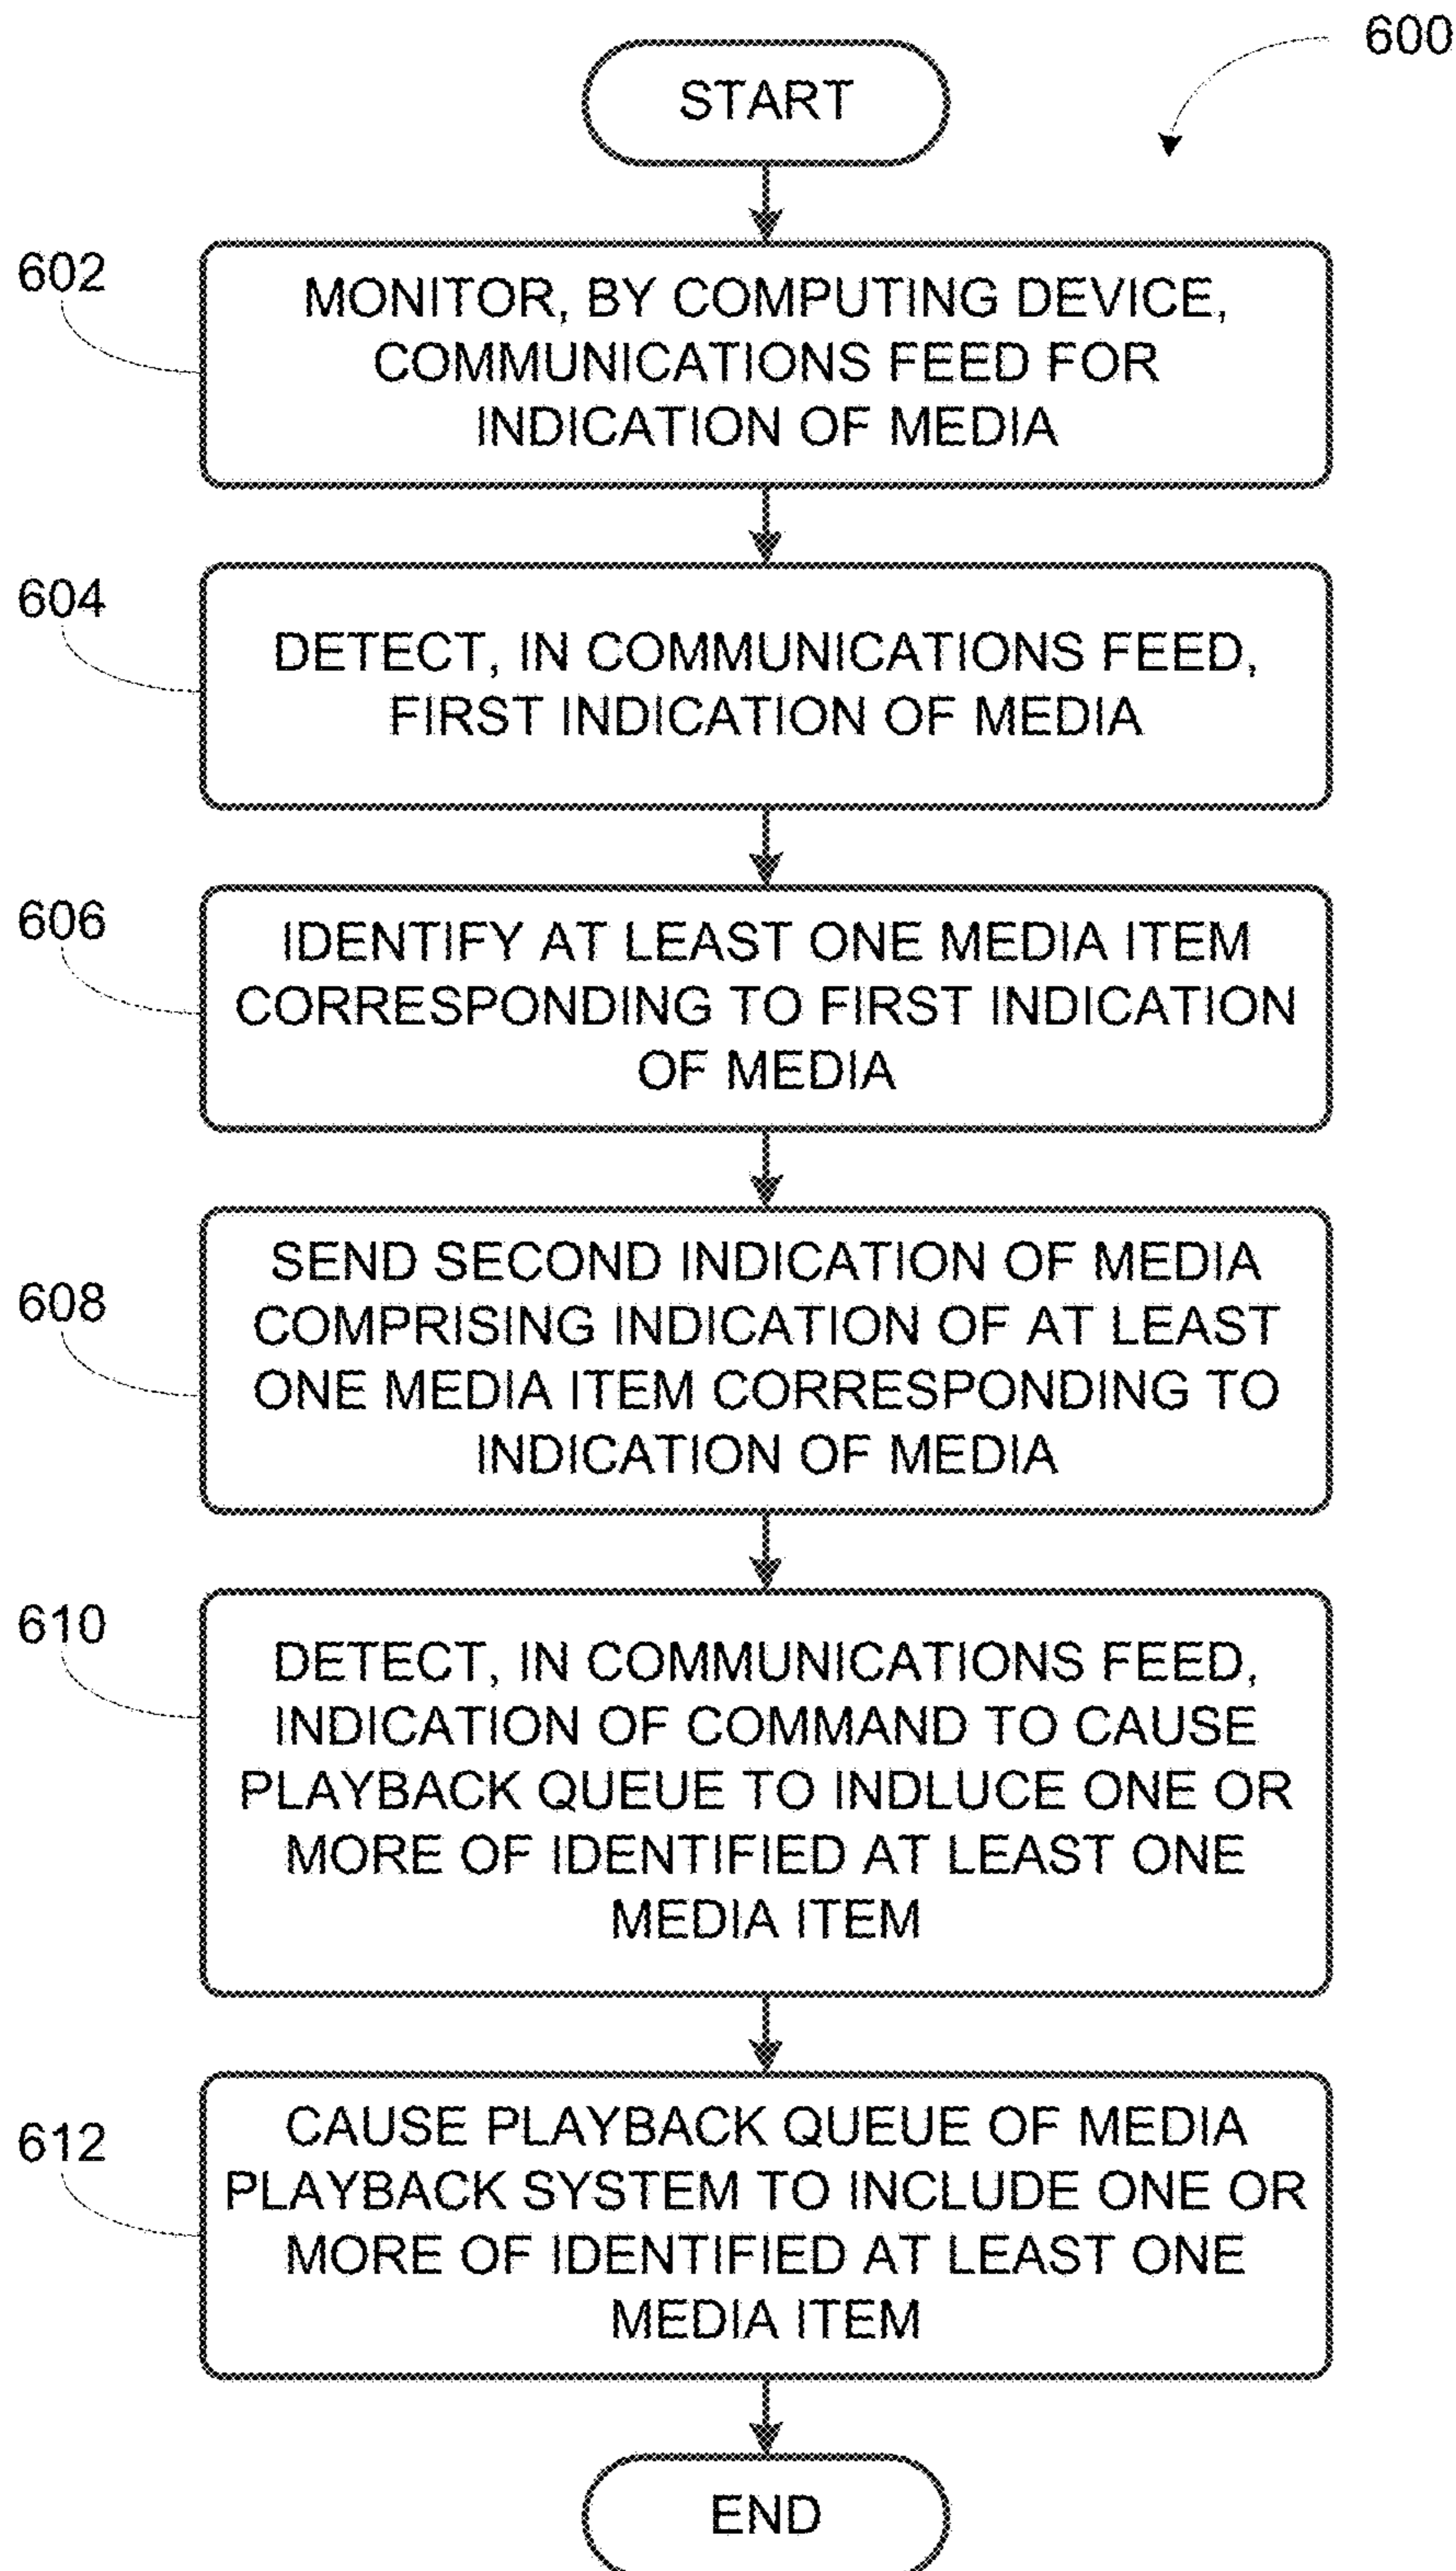 600
START
602
MONITOR, BY COMPUTING DEVICE,
COMMUNICATIONS FEED FOR
INDICATION OF MEDIA
604
DETECT, IN COMMUNICATIONS FEED,
FIRST INDICATION OF MEDIA
606
IDENTIFY AT LEAST ONE MEDIA ITEM
CORRESPONDING TO FIRST INDICATION
OF MEDIA
608
SEND SECOND INDICATION OF MEDIA
COMPRISING INDICATION OF AT LEAST
ONE MEDIA ITEM CORRESPONDING TO
INDICATION OF MEDIA
610
DETECT, IN COMMUNICATIONS FEED,
INDICATION OF COMMAND TO CAUSE
PLAYBACK QUEUE TO INDLUCE ONE OR
MORE OF IDENTIFIED AT LEAST ONE
MEDIA ITEM
612
CAUSE PLAYBACK QUEUE OF MEDIA
PLAYBACK SYSTEM TO INCLUDE ONE OR
MORE OF IDENTIFIED AT LEAST ONE
MEDIA ITEM
END